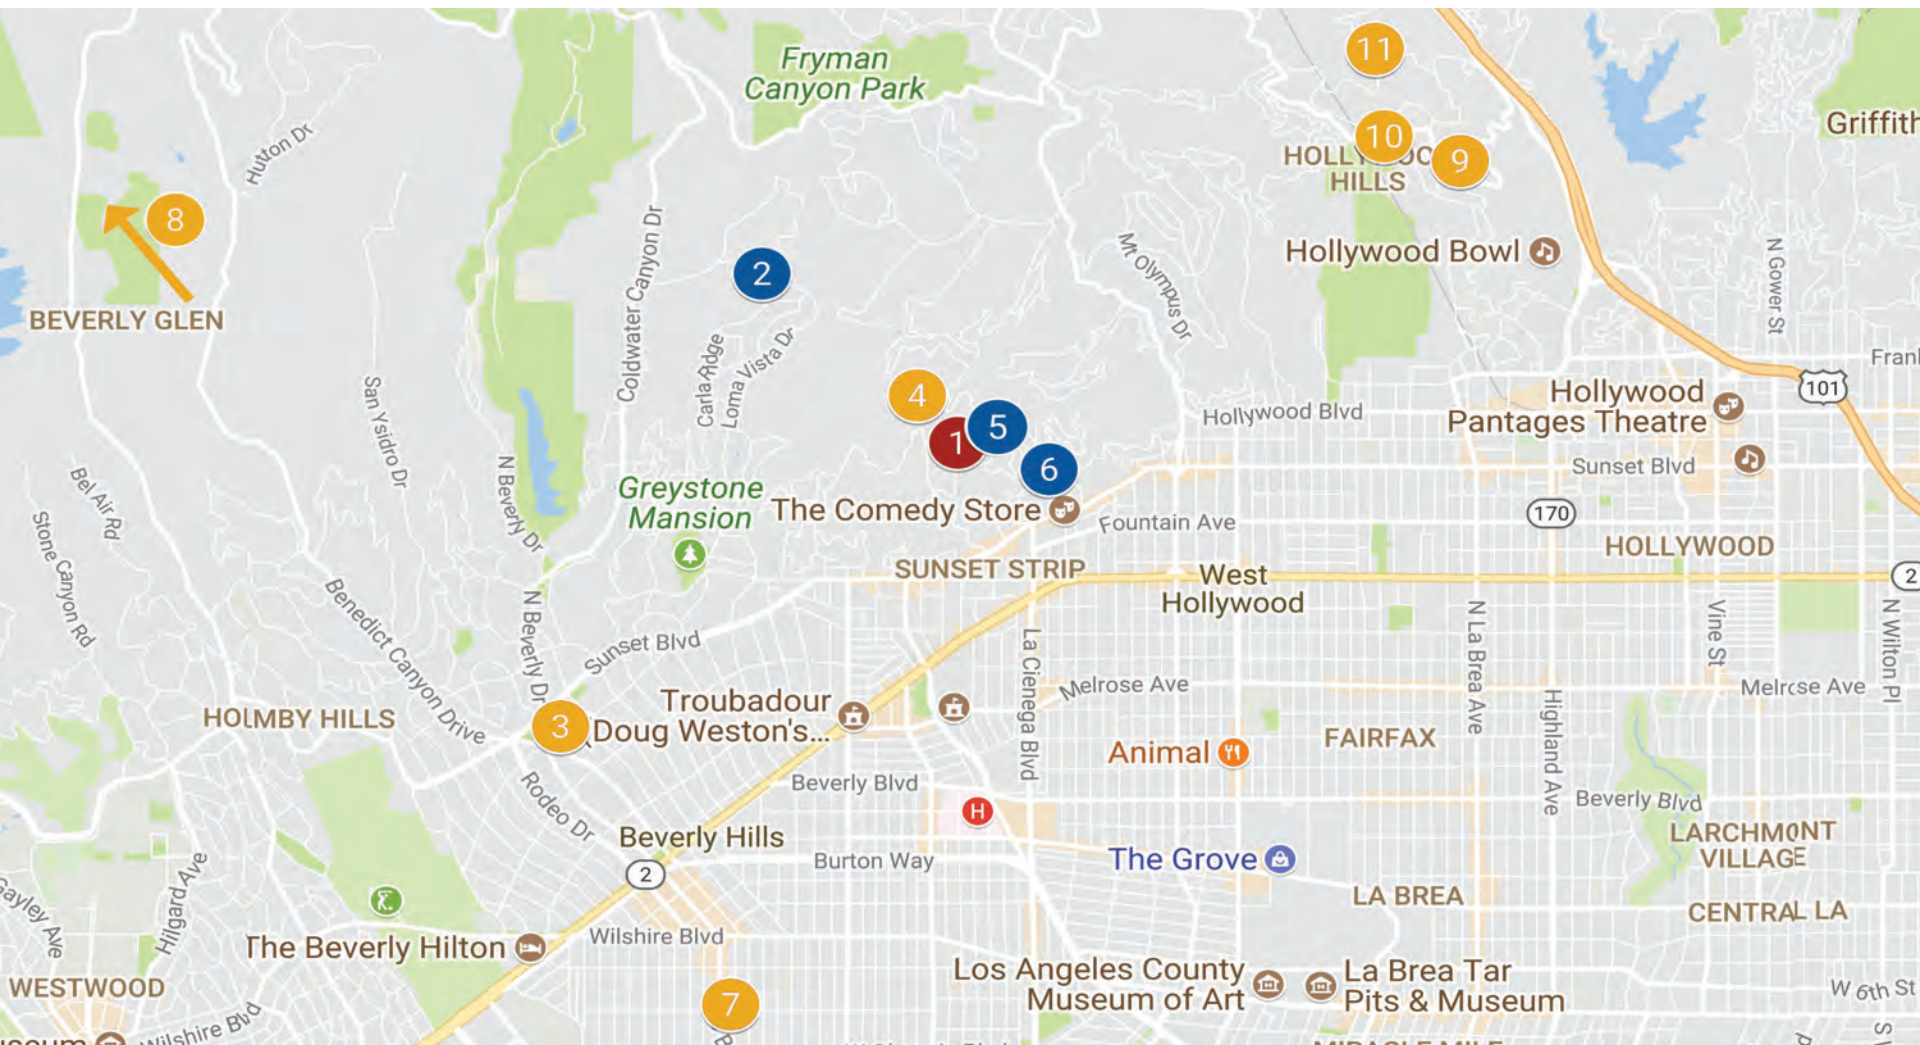 Fryman
Canyon Park
11
10
9
HOLLYWOOD
HILLS
Griffith
Hutton Dr
8
BEVERLY GLEN
Coldwater Canyon Dr
2
Mt Olympus Dr
Hollywood Bowl
N Gower St
Carla Ridge
Loma Vista Dr
San Ysidro Dr
4
1
5
6
Hollywood Blvd
Hollywood
Pantages Theatre
101
Sunset Blvd
Bel Air Rd
Stone Canyon Rd
N Beverly Dr
Greystone
Mansion
The Comedy Store
Fountain Ave
170
HOLLYWOOD
SUNSET STRIP
West
Hollywood
2
Benedict Canyon Drive
N Beverly Dr
Sunset Blvd
La Cienega Blvd
N La Brea Ave
Vine St
N Wilton Pl
Melrose Ave
Melrose Ave
HOLMBY HILLS
3
Troubadour
Doug Weston's...
Animal
FAIRFAX
Highland Ave
Rodeo Dr
Beverly Blvd
Beverly Blvd
H
Beverly Hills
LARCHMONT
VILLAGE
2
Burton Way
The Grove
LA BREA
CENTRAL LA
Gayley Ave
Hilgard Ave
The Beverly Hilton
Wilshire Blvd
WESTWOOD
7
Los Angeles County
Museum of Art
La Brea Tar
Pits & Museum
W 6th St
Wilshire Blvd